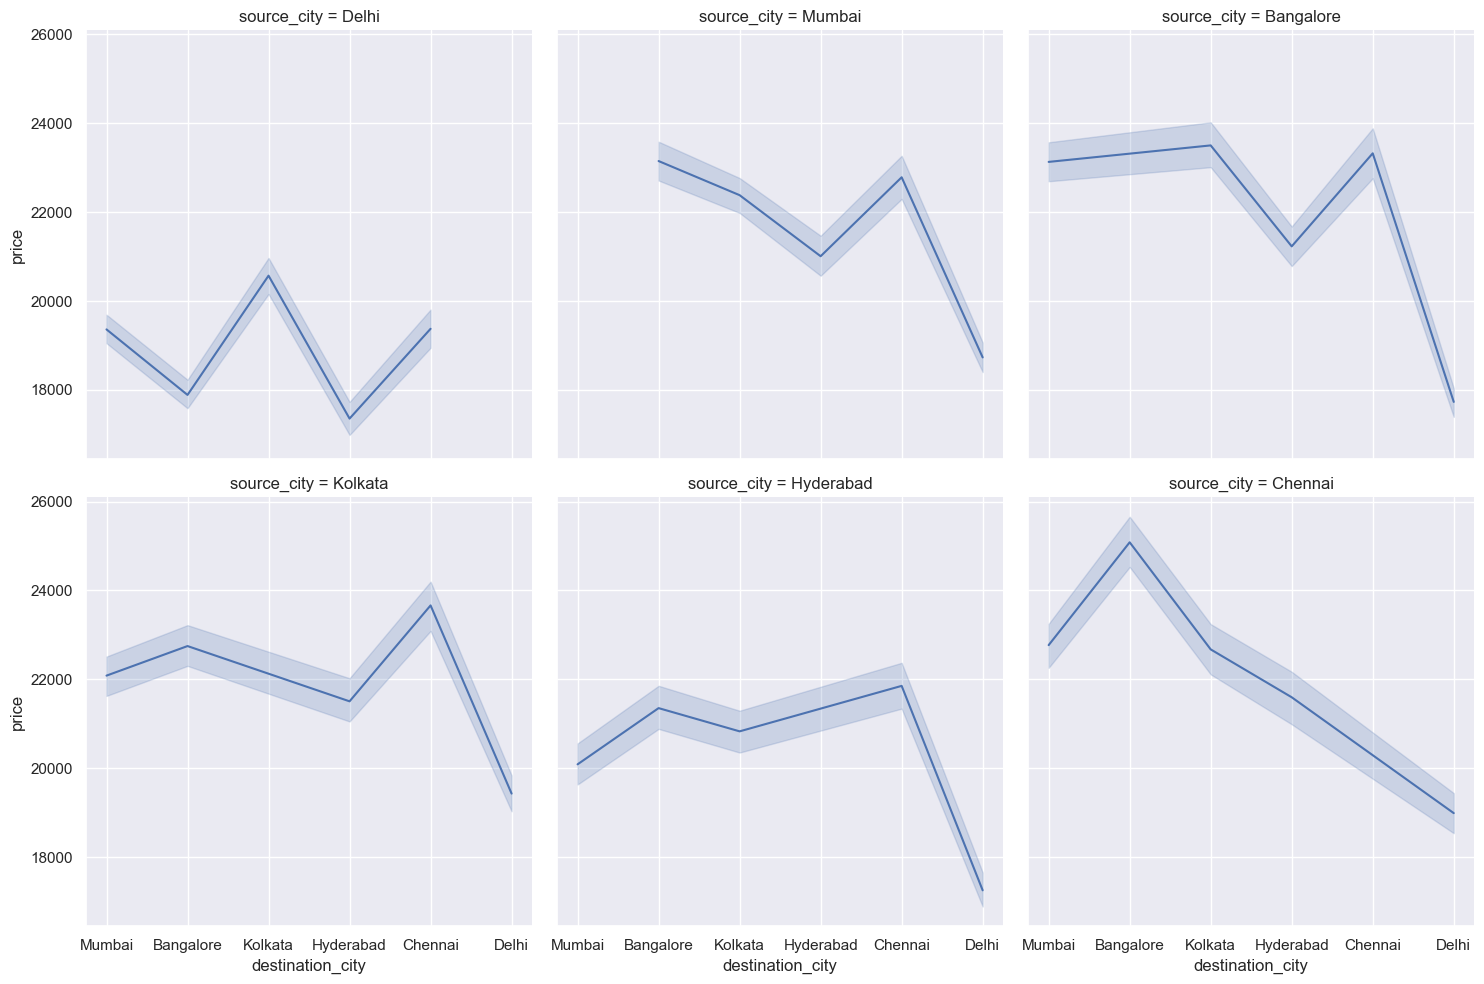 source_city = Delhi
source_city = Mumbai
source_city = Bangalore
26000
24000
22000
20000
18000
price
source_city = Kolkata
source_city = Hyderabad
source_city = Chennai
26000
24000
22000
20000
18000
price
Mumbai Bangalore Kolkata Hyderabad Chennai Delhi
destination_city
Mumbai Bangalore Kolkata Hyderabad Chennai Delhi
destination_city
Mumbai Bangalore Kolkata Hyderabad Chennai Delhi
destination_city